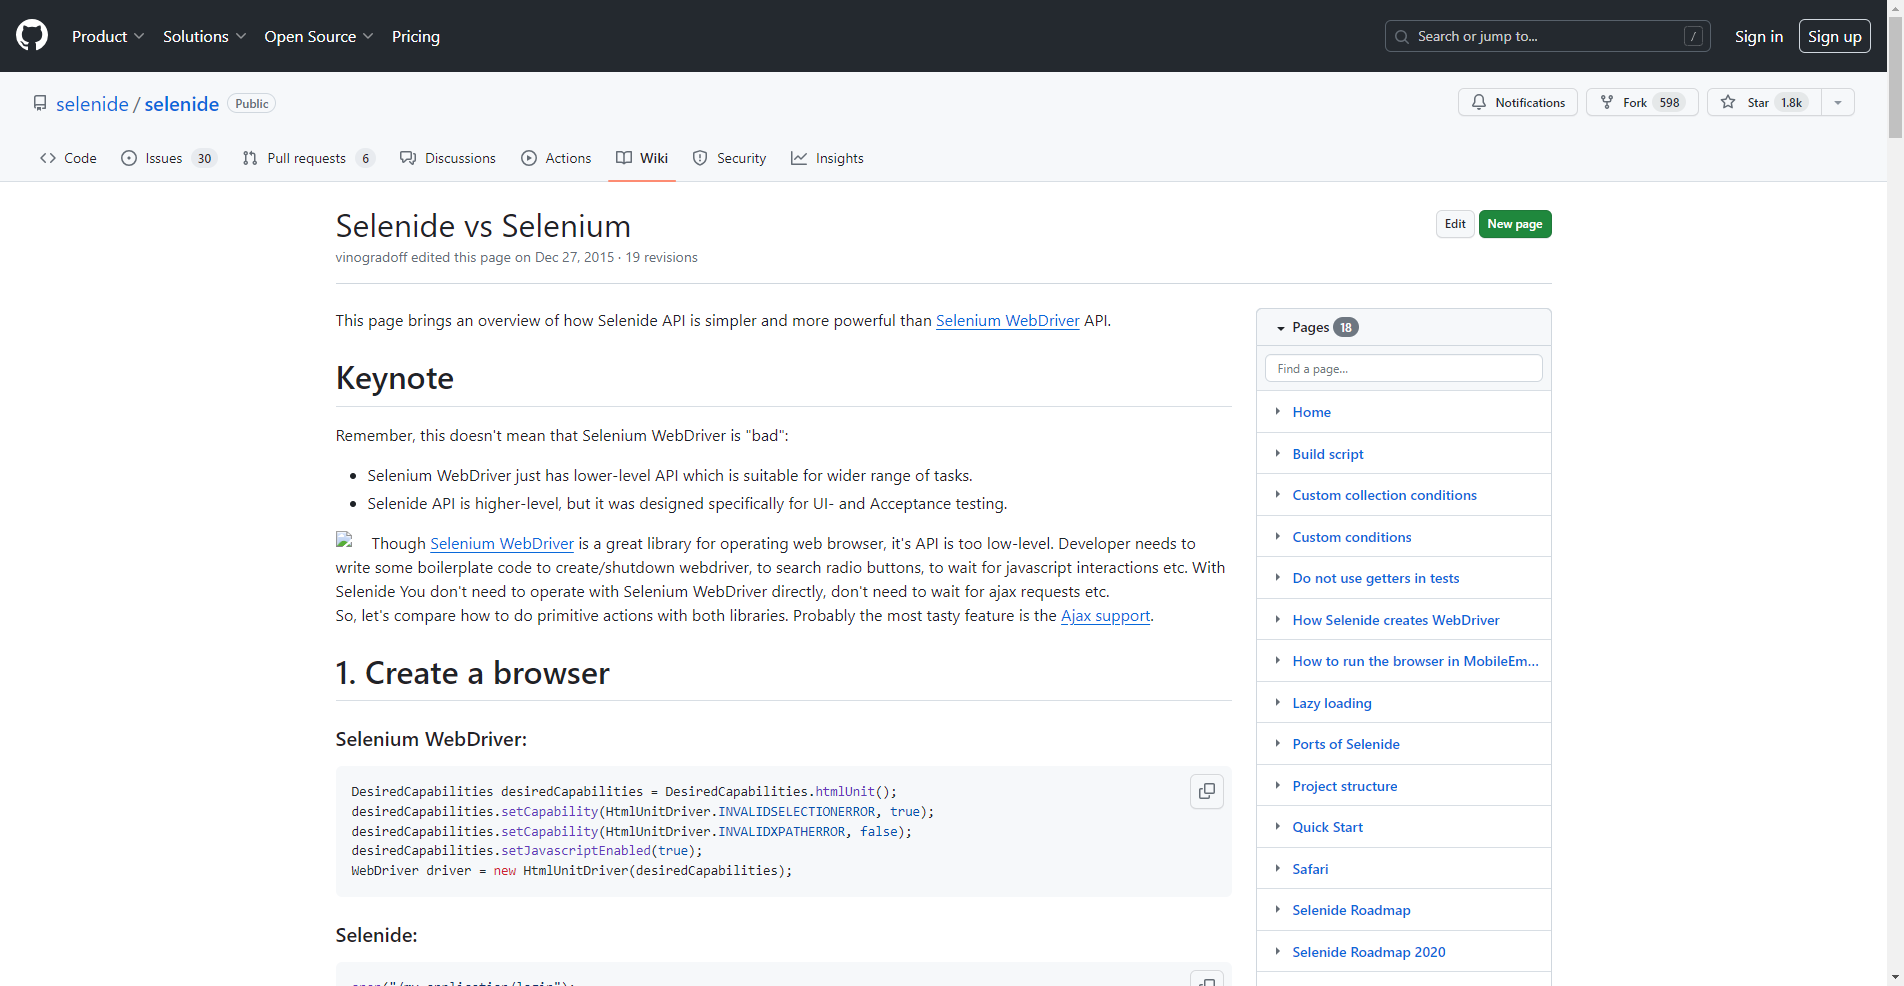 Product Solutions Open Source Pricing Search or jump to... / Sign in Sign up
selenide / selenide Public Notifications Fork 598 Star 1.8k
Code Issues 30 Pull requests 6 Discussions Actions Wiki Security Insights
Selenide vs Selenium
Edit New page
vinogradoff edited this page on Dec 27, 2015 · 19 revisions
This page brings an overview of how Selenide API is simpler and more powerful than Selenium WebDriver API.
Keynote
Remember, this doesn't mean that Selenium WebDriver is "bad":
Selenium WebDriver just has lower-level API which is suitable for wider range of tasks.
Selenide API is higher-level, but it was designed specifically for UI- and Acceptance testing.
Though Selenium WebDriver is a great library for operating web browser, it's API is too low-level. Developer needs to
write some boilerplate code to create/shutdown webdriver, to search radio buttons, to wait for javascript interactions etc. With
Selenide You don't need to operate with Selenium WebDriver directly, don't need to wait for ajax requests etc.
So, let's compare how to do primitive actions with both libraries. Probably the most tasty feature is the Ajax support.
1. Create a browser
Selenium WebDriver:
DesiredCapabilities desiredCapabilities = DesiredCapabilities.htmlUnit();
desiredCapabilities.setCapability(HtmlUnitDriver.INVALIDSELECTIONERROR, true);
desiredCapabilities.setCapability(HtmlUnitDriver.INVALIDXPATHERROR, false);
desiredCapabilities.setJavascriptEnabled(true);
WebDriver driver = new HtmlUnitDriver(desiredCapabilities);
Selenide:
Pages 18
Find a page...
Home
Build script
Custom collection conditions
Custom conditions
Do not use getters in tests
How Selenide creates WebDriver
How to run the browser in MobileEm...
Lazy loading
Ports of Selenide
Project structure
Quick Start
Safari
Selenide Roadmap
Selenide Roadmap 2020